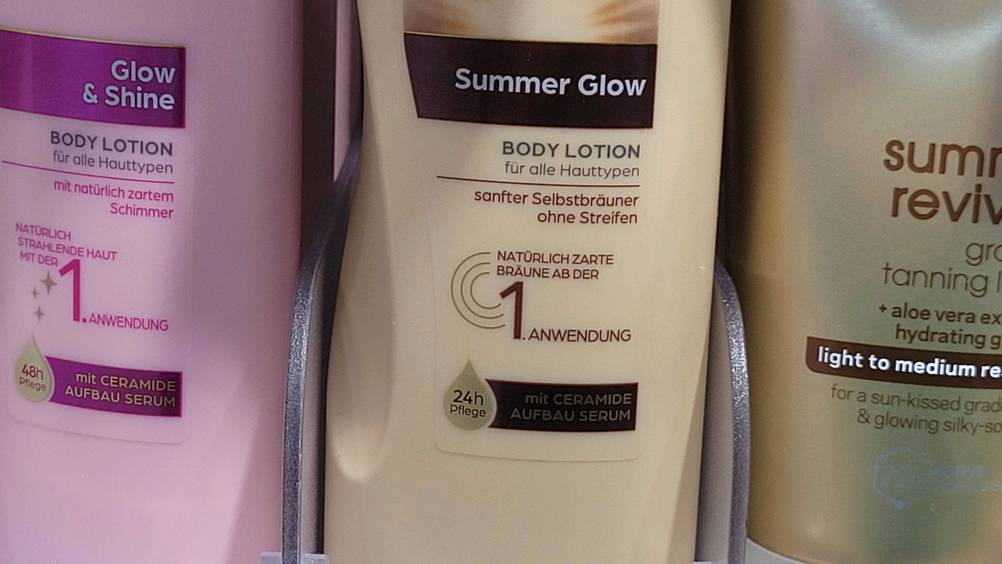 Glow
& Shine
BODY LOTION
für alle Hauttypen
mit natürlich zartem
Schimmer
NATÜRLICH
STRAHLENDE HAUT
MIT DER
1. ANWENDUNG
48h
Pflege
mit CERAMIDE
AUFBAU SERUM
Summer Glow
BODY LOTION
für alle Hauttypen
sanfter Selbstbräuner
ohne Streifen
NATÜRLICH ZARTE
BRÄUNE AB DER
1. ANWENDUNG
24h
Pflege
mit CERAMIDE
AUFBAU SERUM
tanning
+ aloe vera
hydrating
light to medium
for a sun-kissed
& glowing